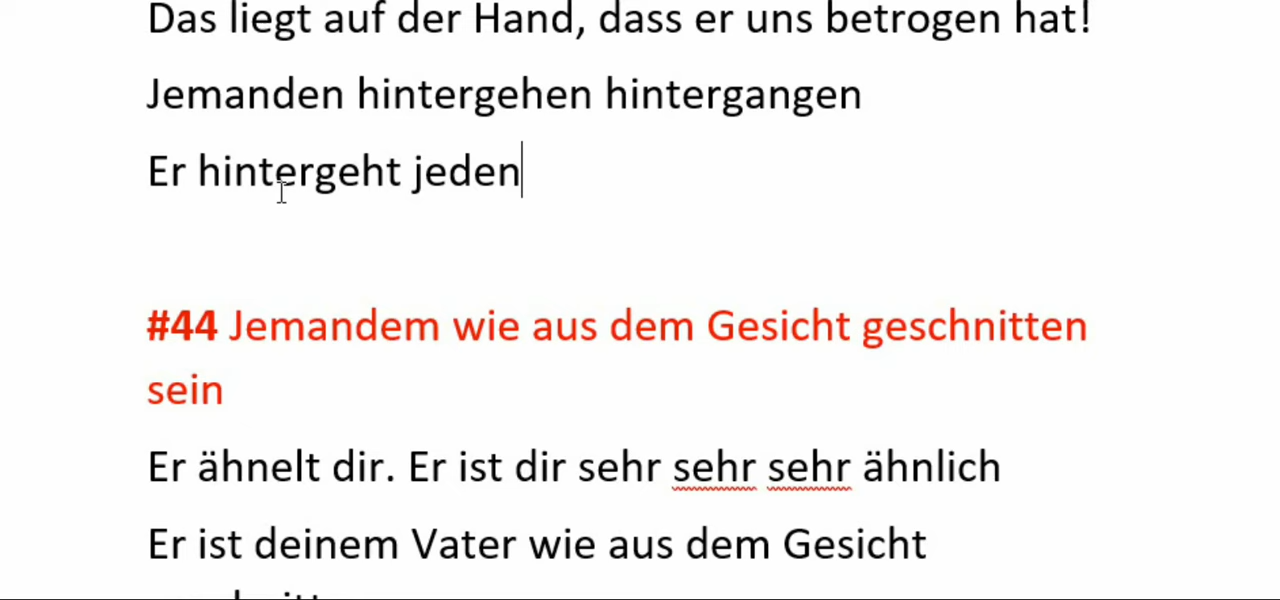 Das liegt auf der Hand, dass er uns betrogen hat!
Jemanden hintergehen hintergangen
Er hintergeht jeden
#44 Jemandem wie aus dem Gesicht geschnitten
sein
Er ähnelt dir. Er ist dir sehr sehr sehr ähnlich
Er ist deinem Vater wie aus dem Gesicht